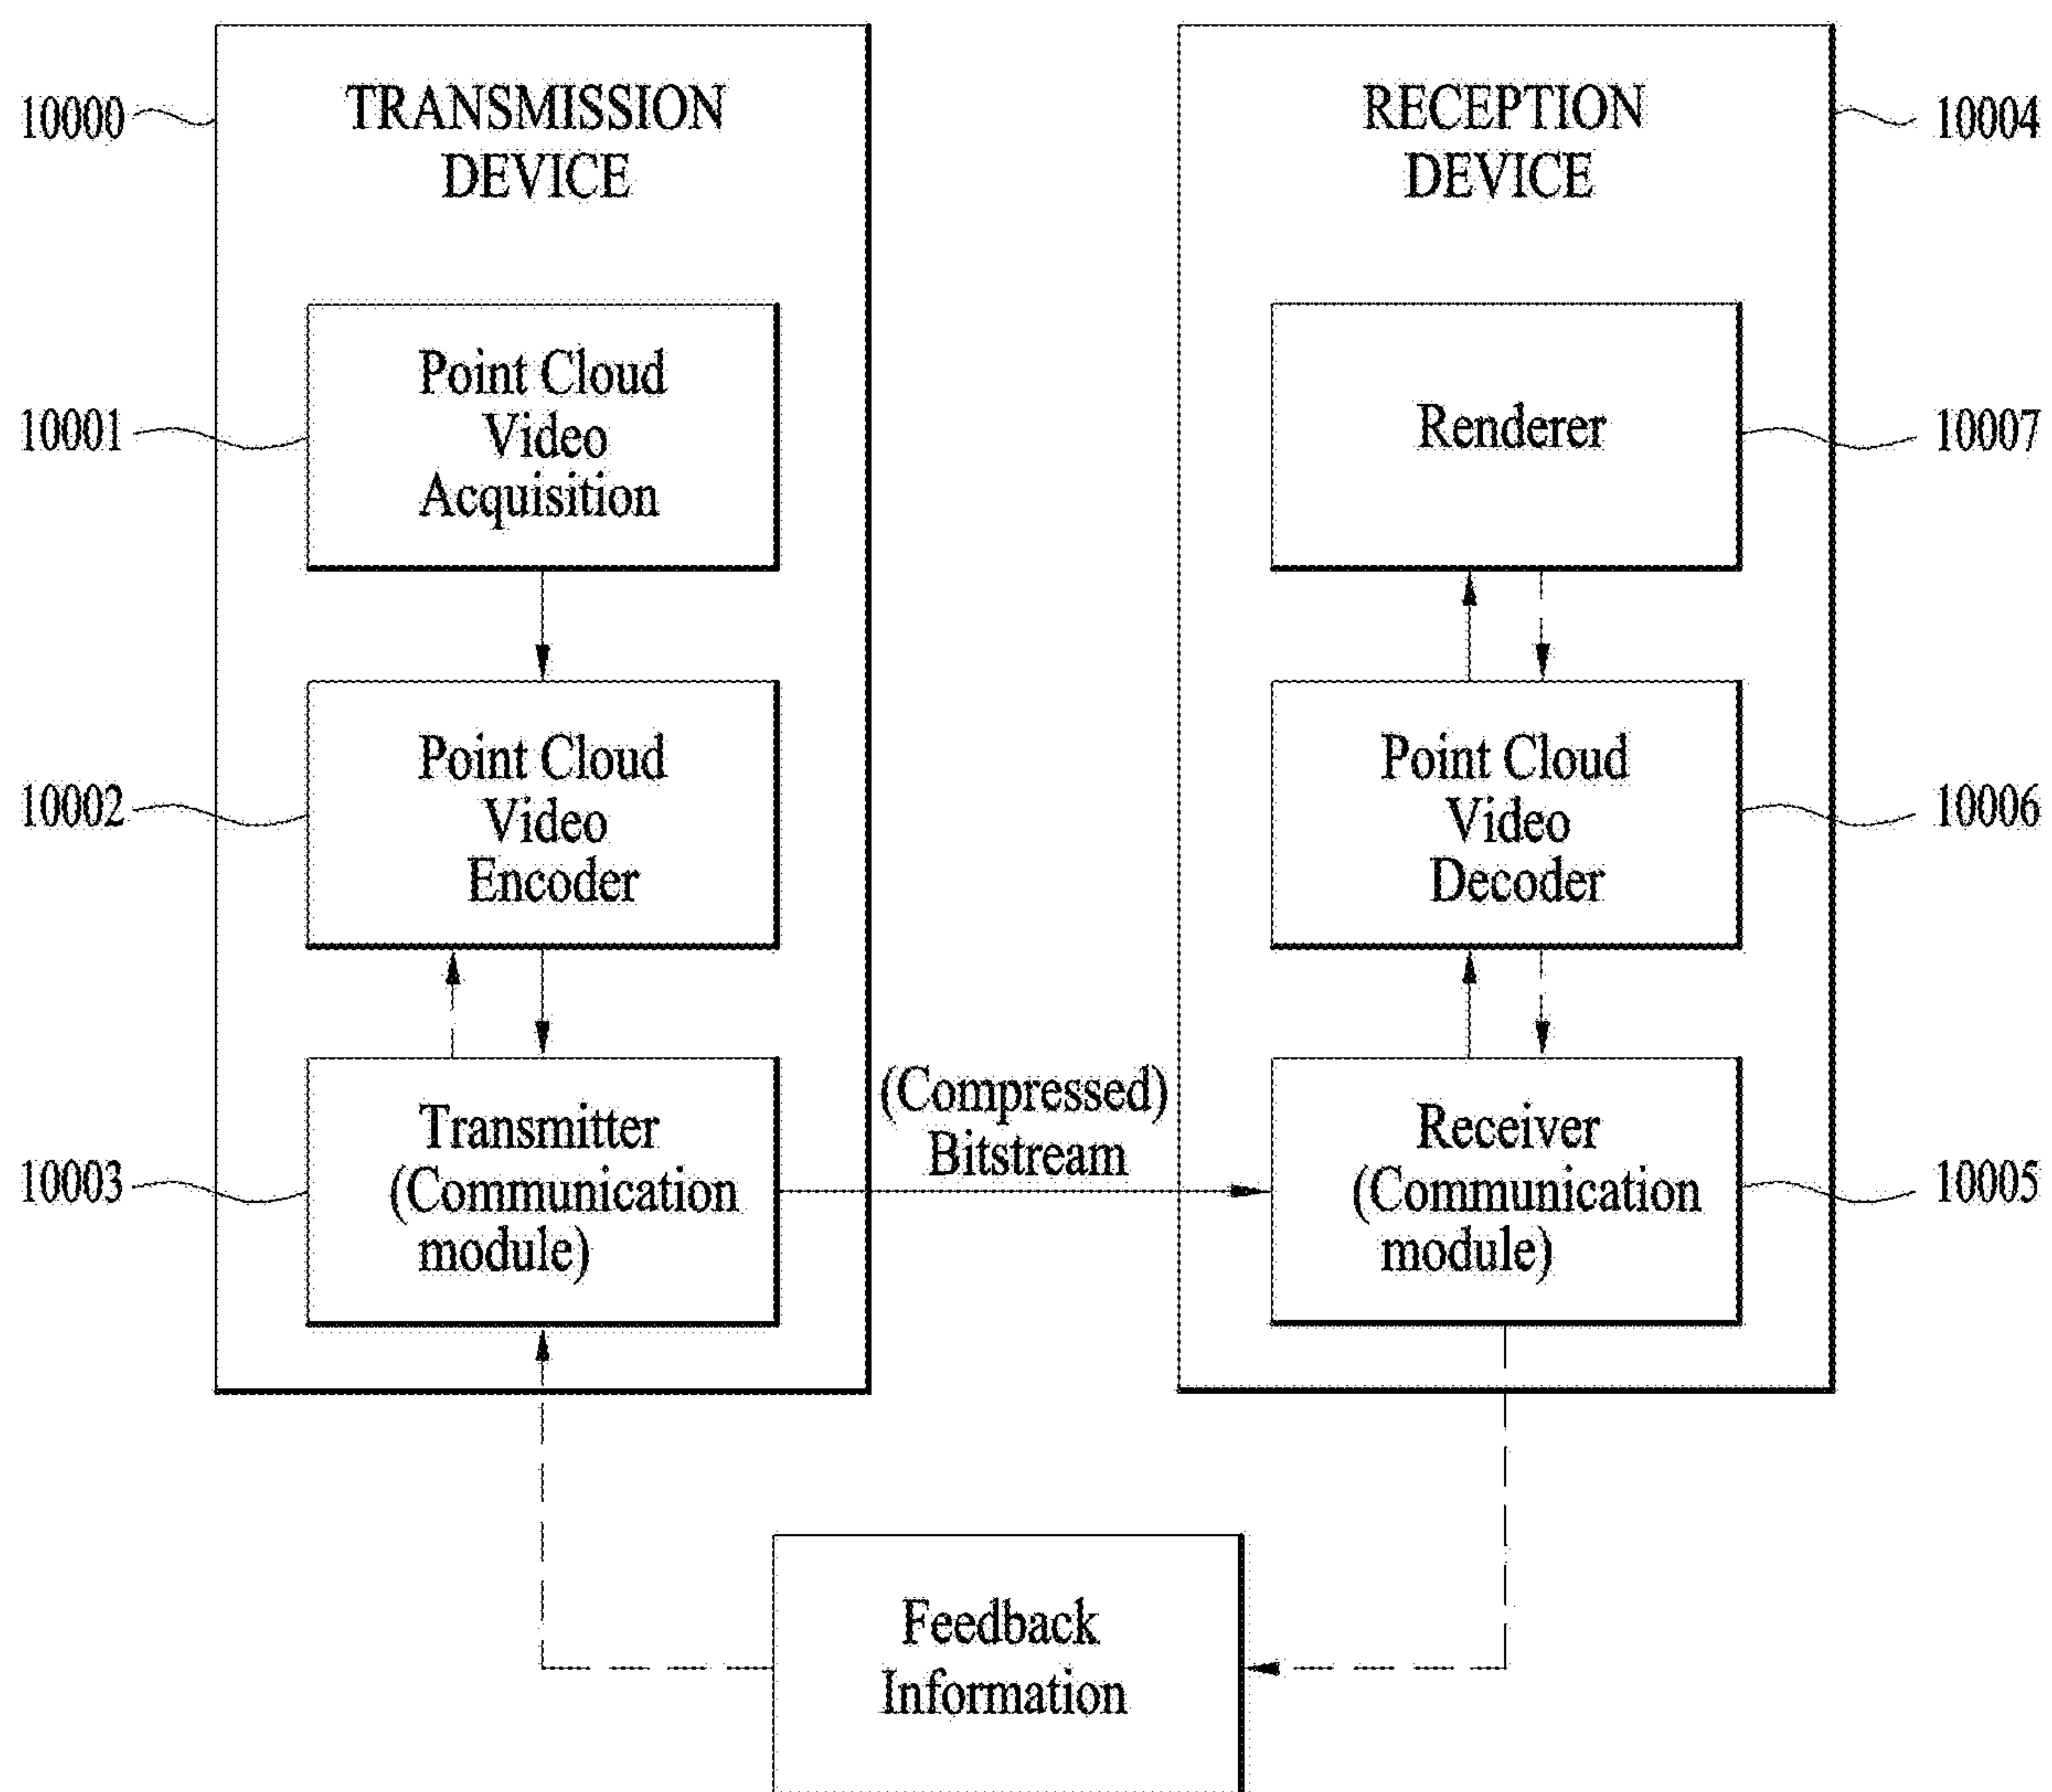 10000
TRANSMISSION
DEVICE
10001
Point Cloud
Video
Acquisition
10002
Point Cloud
Video
Encoder
10003
Transmitter
(Communication
module)
(Compressed)
Bitstream
RECEPTION
DEVICE
10004
Renderer
10007
Point Cloud
Video
Decoder
10006
Receiver
(Communication
module)
10005
Feedback
Information